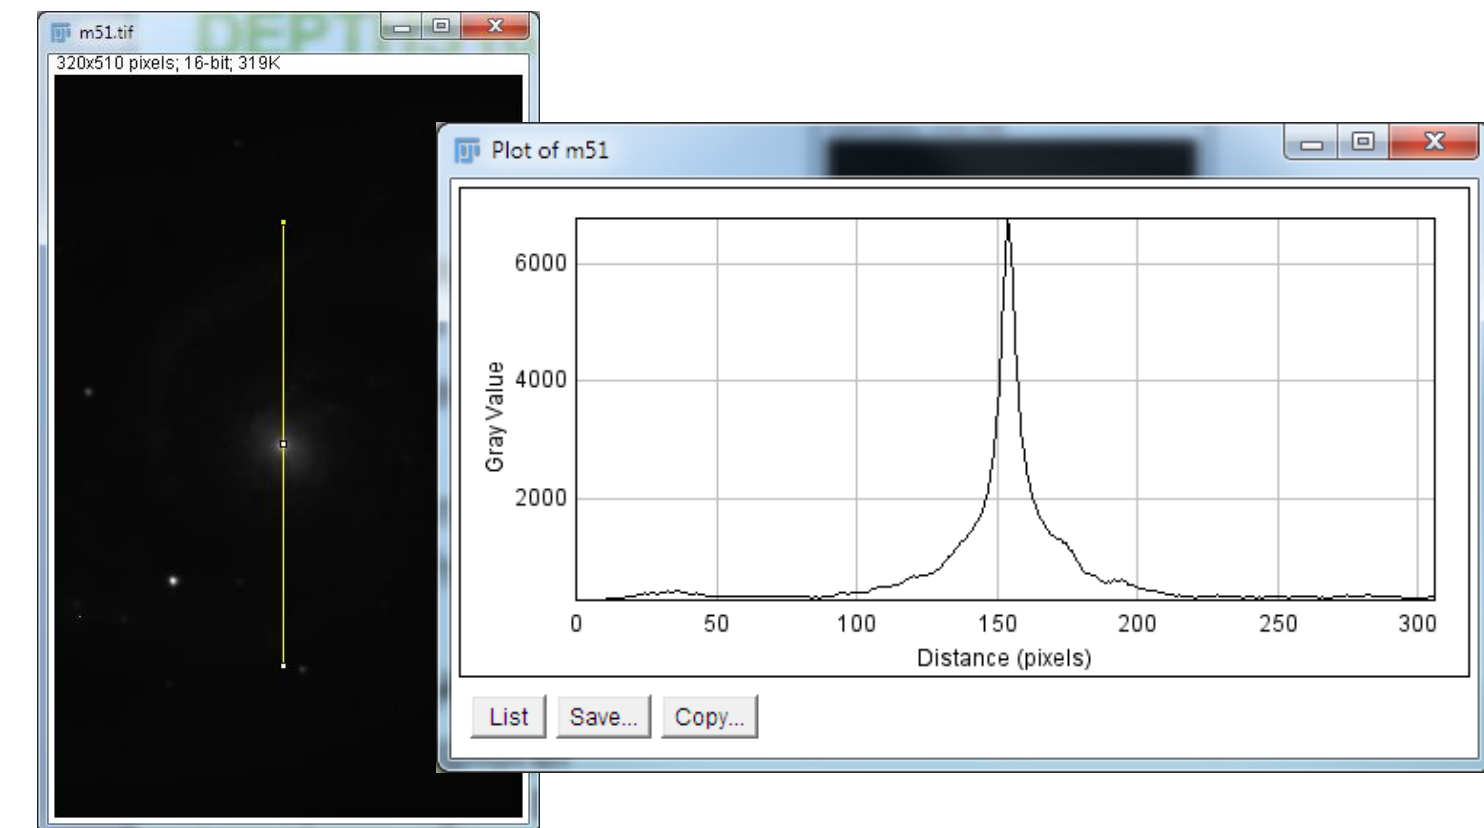 m51.tif
320x510 pixels; 16-bit; 319K
Plot of m51
6000
4000
2000
Gray Value
0 50 100 150 200 250 300
Distance (pixels)
List Save... Copy...